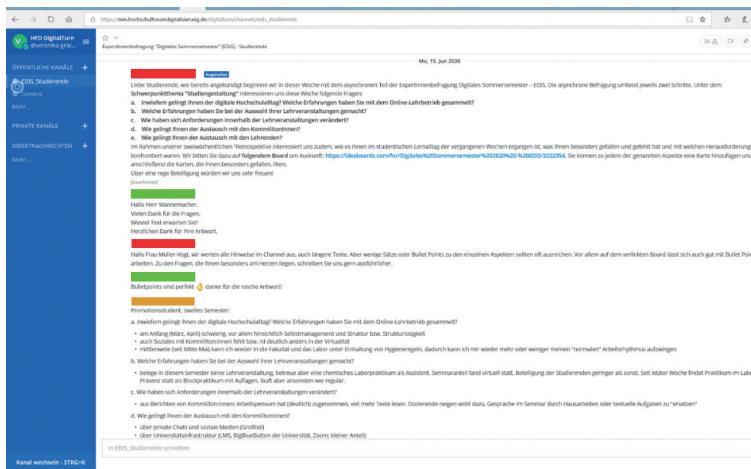 https://mm.hochschulforumdigitalisierung.de/digitalturn/channels/edis_studierende
HFD DigitalTurn
@veronika-grac...
ExpertInnenbefragung "Digitales Sommersemester" (EDiS) - Studierende
36
ÖFFENTLICHE KANÄLE +
EDIS_Studierende
General
Mehr...
PRIVATE KANÄLE +
DIREKTNACHRICHTEN +
Mehr...
Mo, 15. Jun 2020
Angeheftet
Liebe Studierende, wie bereits angekündigt beginnen wir in dieser Woche mit dem asynchronen Teil der ExpertInnenbefragung Digitales Sommersemester – EDIS. Die asynchrone Befragung umfasst jeweils zwei Schritte. Unter dem
Schwerpunktthema "Studiengestaltung" interessieren uns diese Woche folgende Fragen:
a. Inwiefern gelingt Ihnen der digitale Hochschulalltag? Welche Erfahrungen haben Sie mit dem Online-Lehrbetrieb gesammelt?
b. Welche Erfahrungen haben Sie bei der Auswahl Ihrer Lehrveranstaltungen gemacht?
c. Wie haben sich Anforderungen innerhalb der Lehrveranstaltungen verändert?
d. Wie gelingt Ihnen der Austausch mit den KommilitonInnen?
e. Wie gelingt Ihnen der Austausch mit den Lehrenden?
Im Rahmen unserer zweiwöchentlichen "Retrospektive interessiert uns zudem, wie es Ihnen im studentischen Lernalltag der vergangenen Wochen ergangen ist, was Ihnen besonders gefallen und gefehlt hat und mit welchen Herausforderung
konfrontiert waren. Wir bitten Sie dazu auf folgendem Board um Auskunft: https://ideaboardz.com/for/Digitales%20Sommersemester%202020%20-%20EDIS/3222354. Sie können zu jedem der genannten Aspekte eine Karte hinzufügen und
anschließend die Karten, die Ihnen besonders gefallen, liken.
Über eine rege Beteiligung würden wir uns sehr freuen!
(bearbeitet)
Hallo Herr Wannemacher,
Vielen Dank für die Fragen.
Wieviel Text erwarten Sie?
Herzlichen Dank für Ihre Antwort.
Hallo Frau Müller-Vogt, wir werten alle Hinweise im Channel aus, auch längere Texte. Aber wenige Sätze oder Bullet Points zu den einzelnen Aspekten sollten oft ausreichen. Vor allem auf dem verlinkten Board lässt sich auch gut mit Bullet Poin
arbeiten. Zu den Fragen, die Ihnen besonders am Herzen liegen, schreiben Sie uns gern ausführlicher.
Bulletpoints sind perfekt 👌 danke für die rasche Antwort!
Promotionsstudent, zweites Semester:
a. Inwiefern gelingt Ihnen der digitale Hochschulalltag? Welche Erfahrungen haben Sie mit dem Online-Lehrbetrieb gesammelt?
• am Anfang (März, April) schwierig, vor allem hinsichtlich Selbstmanagement und Struktur bzw. Strukturlosigkeit
• auch Soziales mit Kommilitoninnen fehlt bzw. ist deutlich anders in der Virtualität
• mittlerweile (seit Mitte Mai) kann ich wieder in die Fakultät und das Labor unter Einhaltung von Hygieneregeln, dadurch kann ich mir wieder mehr oder weniger meinen "normalen" Arbeitsrhythmus aufzwingen
b. Welche Erfahrungen haben Sie bei der Auswahl Ihrer Lehrveranstaltungen gemacht?
• belege in diesem Semester keine Lehrveranstaltung, betreue aber eine chemisches Laborpraktikum als Assistent. Seminaranteil fand virtuell statt, Beteiligung der Studierenden geringer als sonst. Seit letzter Woche findet Praktikum im Labo
Präsenz statt als Blockpraktikum mit Auflagen, läuft aber ansonsten wie regulär.
c. Wie haben sich Anforderungen innerhalb der Lehrveranstaltungen verändert?
• aus Berichten von KommilitonInnen: Arbeitspensum hat (deutlich) zugenommen, viel mehr Texte lesen. Dozierende neigen wohl dazu, Gespräche im Seminar durch Hausarbeiten oder textuelle Aufgaben zu "ersetzen"
d. Wie gelingt Ihnen der Austausch mit den KommilitonInnen?
• über private Chats und soziale Medien (Großteil)
• über Universitätsinfrastruktur (LMS, BigBlueButton der Universität, Zoom; kleiner Anteil)
In EDIS_Studierende schreiben
Kanal wechseln - STRG+K